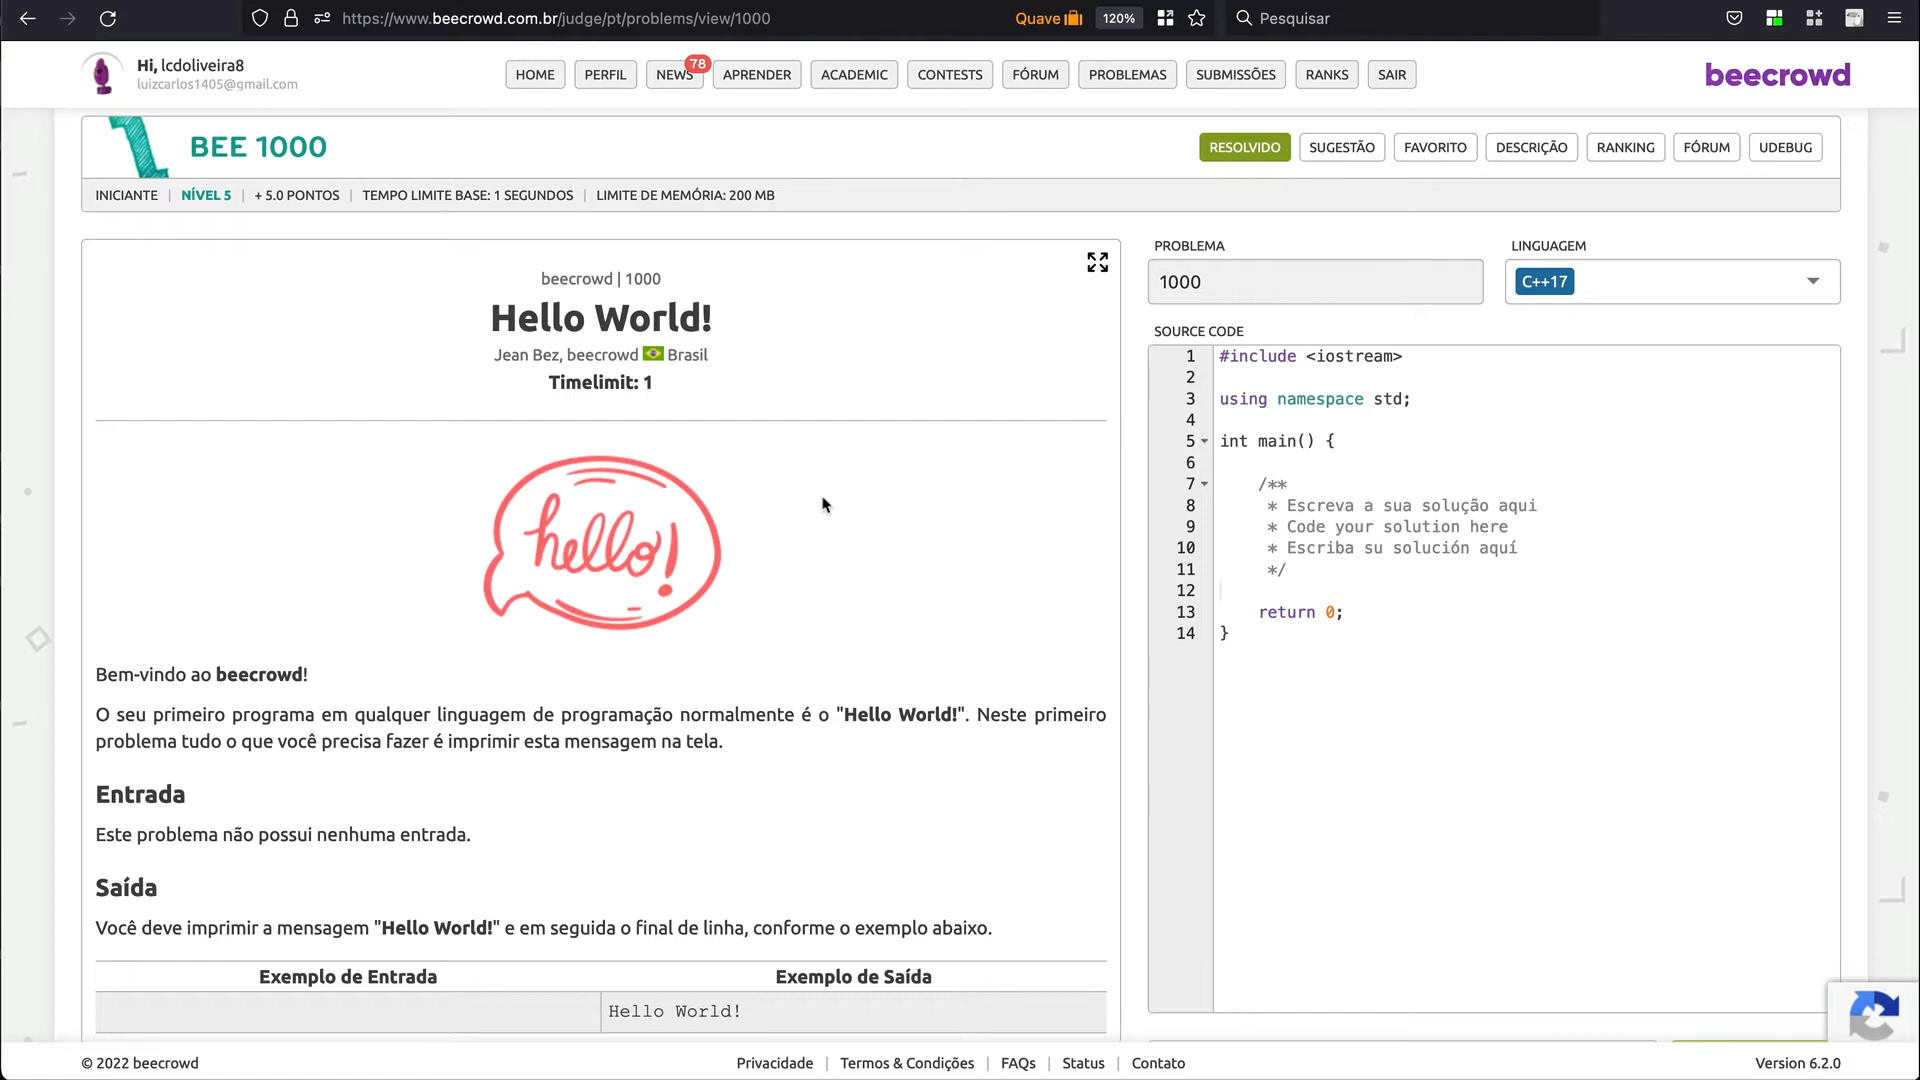 https://www.beecrowd.com.br/judge/pt/problems/view/1000
Quave
120%
Pesquisar
Hi, lcdoliveira8
luizcarlos1405@gmail.com
HOME
PERFIL
NEWS
78
APRENDER
ACADEMIC
CONTESTS
FÓRUM
PROBLEMAS
SUBMISSÕES
RANKS
SAIR
beecrowd
BEE 1000
RESOLVIDO
SUGESTÃO
FAVORITO
DESCRIÇÃO
RANKING
FÓRUM
UDEBUG
INICIANTE | NÍVEL 5 | + 5.0 PONTOS | TEMPO LIMITE BASE: 1 SEGUNDOS | LIMITE DE MEMÓRIA: 200 MB
beecrowd | 1000
Hello World!
Jean Bez, beecrowd Brasil
Timelimit: 1
hello!
Bem-vindo ao beecrowd!
O seu primeiro programa em qualquer linguagem de programação normalmente é o "Hello World!". Neste primeiro
problema tudo o que você precisa fazer é imprimir esta mensagem na tela.
Entrada
Este problema não possui nenhuma entrada.
Saída
Você deve imprimir a mensagem "Hello World!" e em seguida o final de linha, conforme o exemplo abaixo.
Exemplo de Entrada
Exemplo de Saída
Hello World!
PROBLEMA
1000
LINGUAGEM
C++17
SOURCE CODE
1 #include <iostream>
2
3 using namespace std;
4
5 int main() {
6
7 /**
8 * Escreva a sua solução aqui
9 * Code your solution here
10 * Escriba su solución aquí
11 */
12
13 return 0;
14 }
© 2022 beecrowd
Privacidade | Termos & Condições | FAQs | Status | Contato
Version 6.2.0